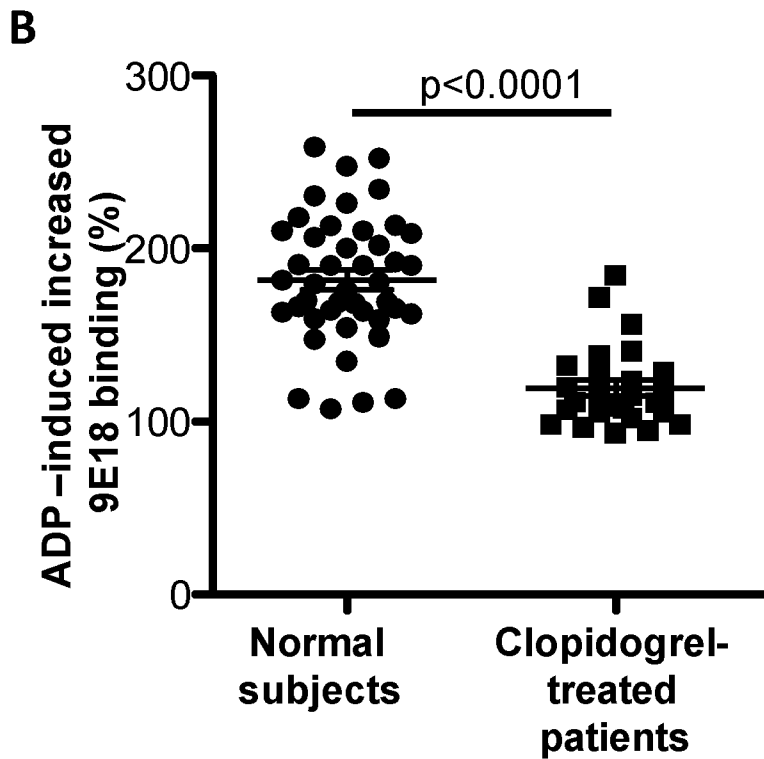 B
ADP –induced increased
9E18 binding (%)
300
200
100
0
p<0.0001
Normal
subjects
Clopidogrel-
treated
patients